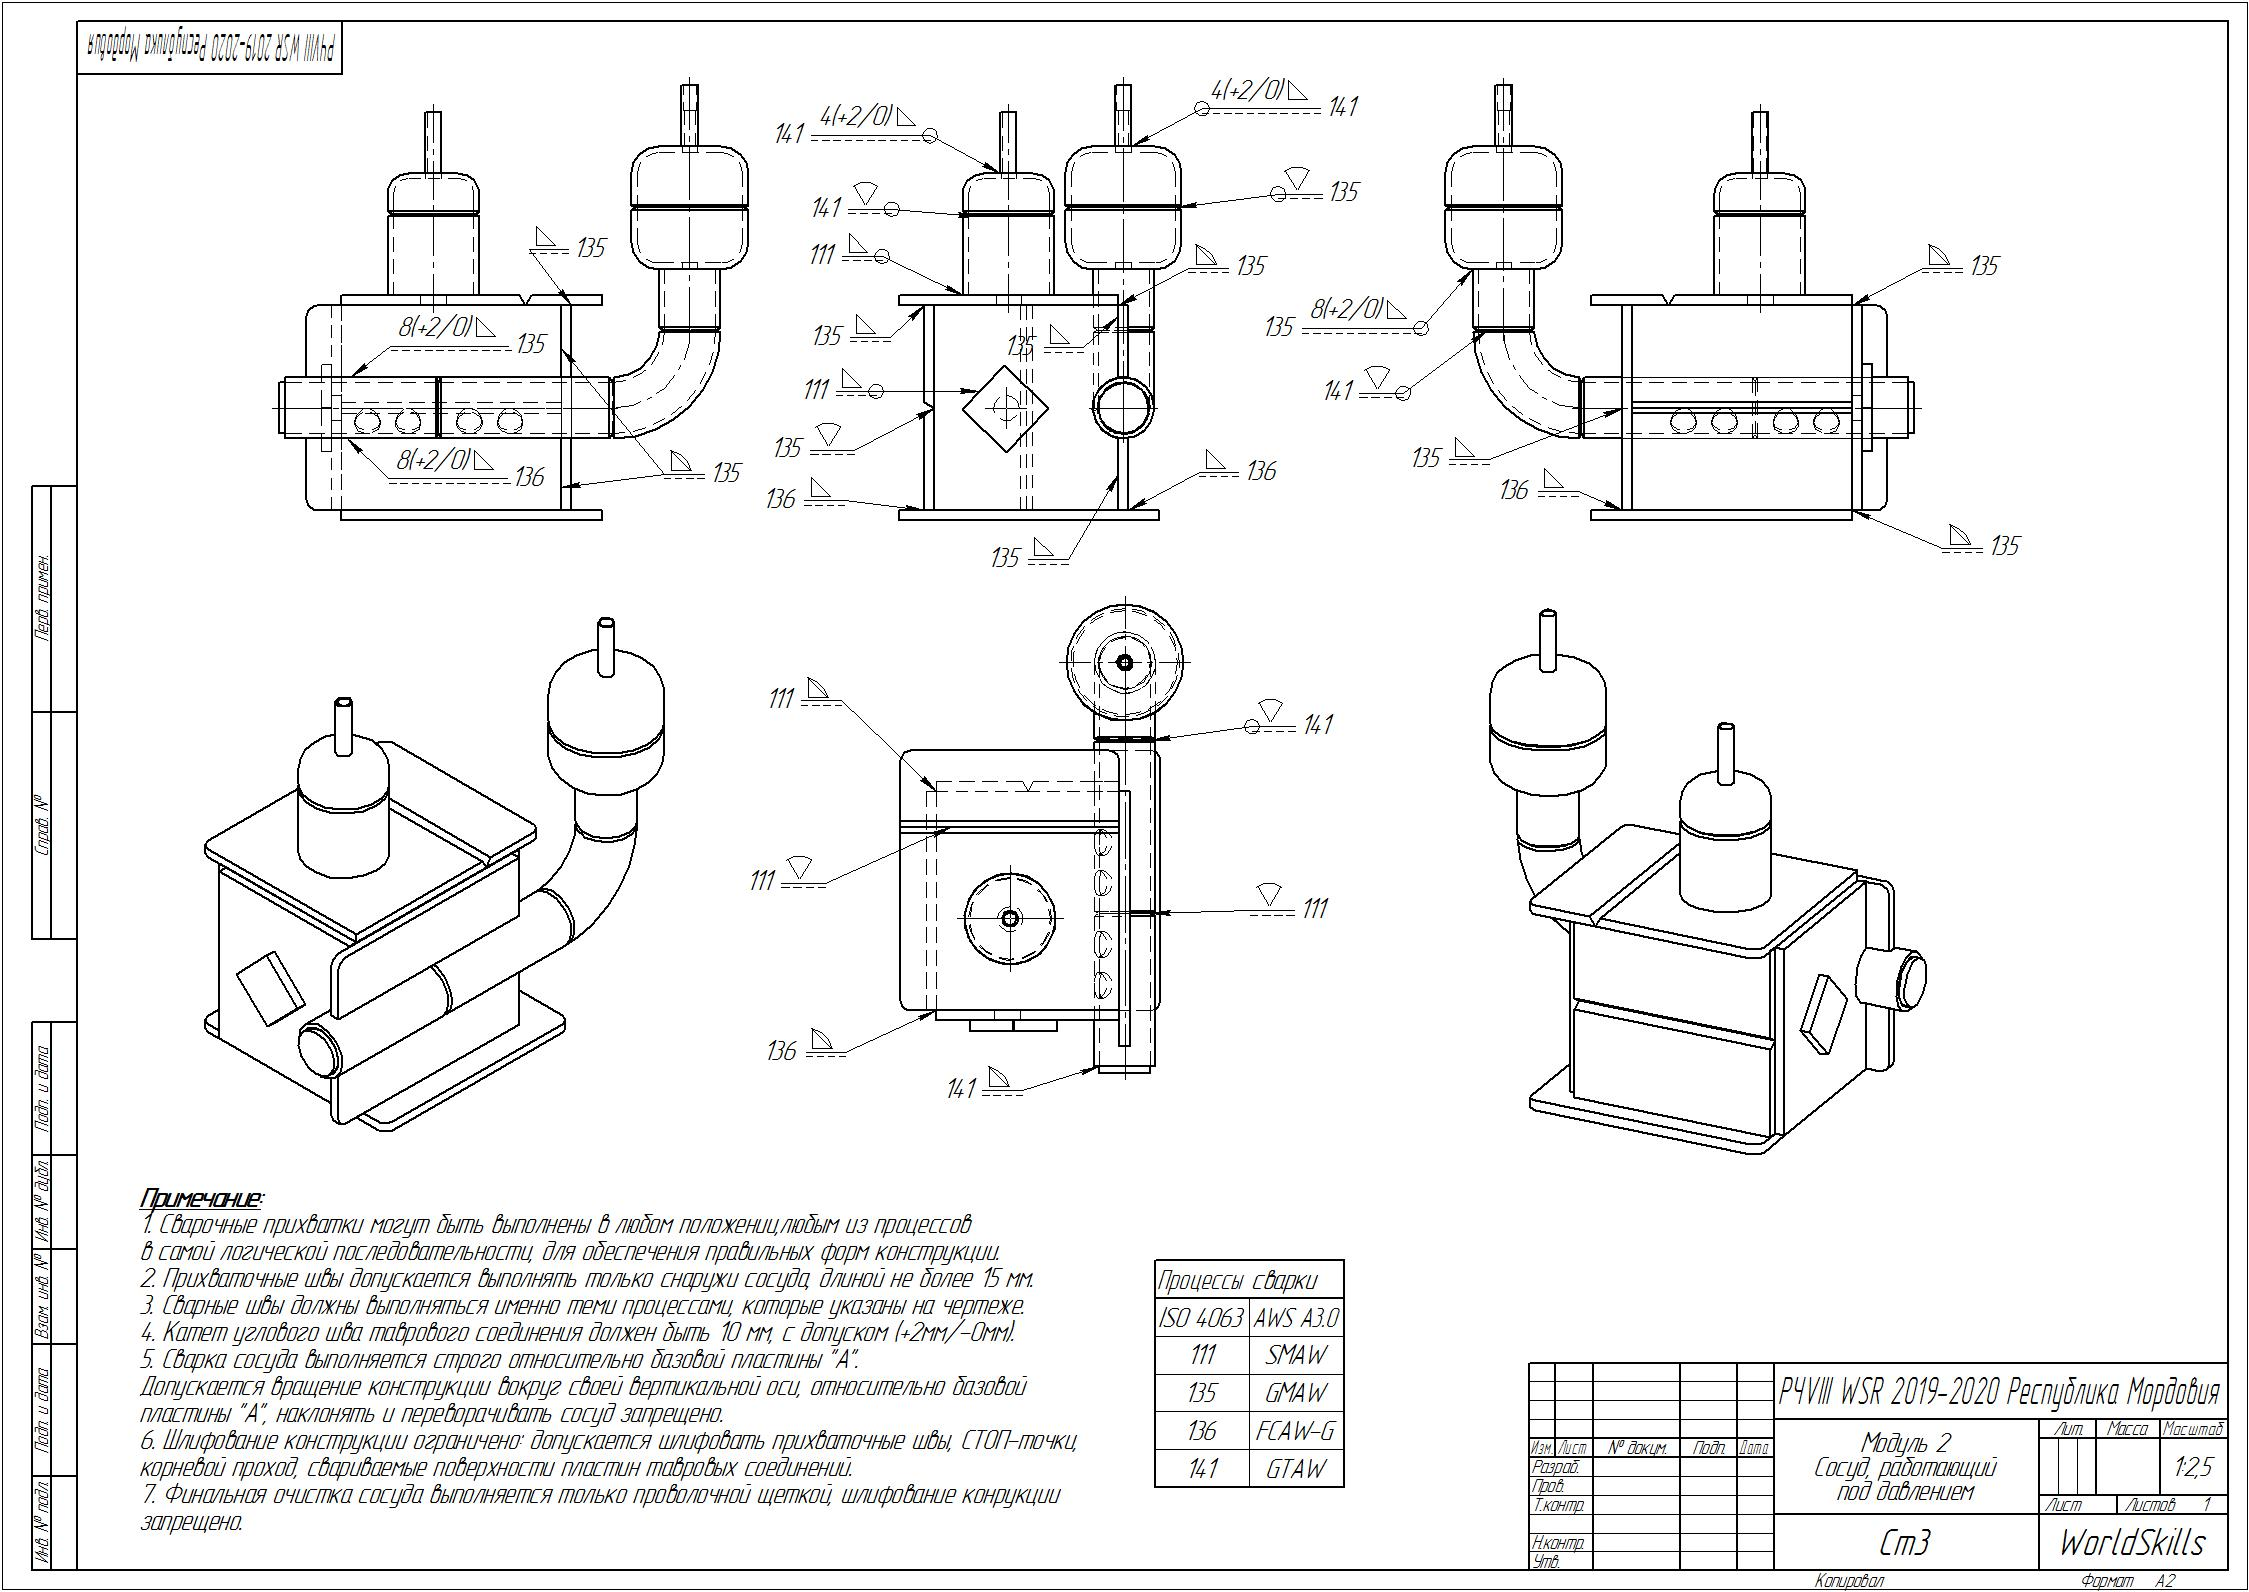 РЧVIII WSR 2019-2020 Республика Мордовия
4(+2/0)
141
4(+2/0)
141
141
135
111
135
135
135
135
135
8(+2/0)
135
8(+2/0)
135
111
141
135
8(+2/0)
136
135
136
136
135
136
135
135
111
141
111
111
136
141
Перв. примен.
Справ. №
Подп. и дата
Инв. № дубл.
Взам. инв. №
Подп. и дата
Инв. № подл.
Примечание:
1. Сварочные прихватки могут быть выполнены в любом положении,любым из процессов
в самой логической последовательности, для обеспечения правильных форм конструкции.
2. Прихваточные швы допускается выполнять только снаружи сосуда, длиной не более 15 мм.
3. Сварные швы должны выполняться именно теми процессами, которые указаны на чертеже.
4. Катет углового шва таврового соединения должен быть 10 мм, с допуском (+2мм/-0мм).
5. Сварка сосуда выполняется строго относительно базовой пластины "А".
Допускается вращение конструкции вокруг своей вертикальной оси, относительно базовой
пластины "А", наклонять и переворачивать сосуд запрещено.
6. Шлифование конструкции ограничено: допускается шлифовать прихваточные швы, СТОП-точки,
корневой проход, свариваемые поверхности пластин тавровых соединений.
7. Финальная очистка сосуда выполняется только проволочной щеткой, шлифование конрукции
запрещено.
Процессы сварки
ISO 4063 AWS A3.0
111 SMAW
135 GMAW
136 FCAW-G
141 GTAW
РЧVIII WSR 2019-2020 Республика Мордовия
Изм. Лист № докум. Подп. Дата
Разраб.
Пров.
Т.контр.
Н.контр.
Утв.
Модуль 2
Сосуд, работающий
под давлением
Лит. Масса Масштаб
1:2,5
Лист Листов 1
Ст3
WorldSkills
Копировал Формат А2